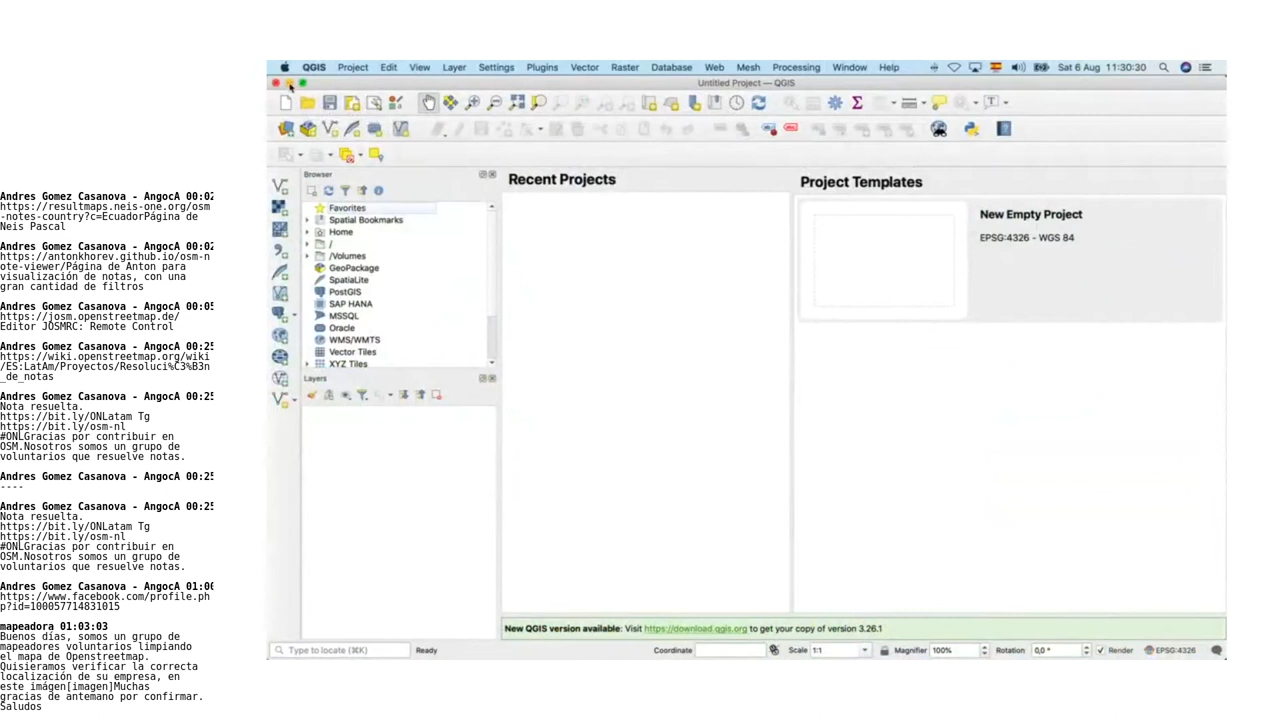 Andres Gomez Casanova - AngocA 00:02
https://resultmaps.neis-one.org/osm
-notes-country?c=EcuadorPágina de
Neis Pascal
Andres Gomez Casanova - AngocA 00:02
https://antonkhorev.github.io/osm-n
ote-viewer/Página de Anton para
visualización de notas, con una
gran cantidad de filtros
Andres Gomez Casanova - AngocA 00:05
https://josm.openstreetmap.de/
Editor JOSMRC: Remote Control
Andres Gomez Casanova - AngocA 00:25
https://wiki.openstreetmap.org/wiki
/ES:LatAm/Proyectos/Resoluci%C3%B3n
_de_notas
Andres Gomez Casanova - AngocA 00:25
Nota resuelta.
https://bit.ly/ONLatam Tg
https://bit.ly/osm-nl
#ONLGracias por contribuir en
OSM.Nosotros somos un grupo de
voluntarios que resuelve notas.
Andres Gomez Casanova - AngocA 00:25
----
Andres Gomez Casanova - AngocA 00:25
Nota resuelta.
https://bit.ly/ONLatam Tg
https://bit.ly/osm-nl
#ONLGracias por contribuir en
OSM.Nosotros somos un grupo de
voluntarios que resuelve notas.
Andres Gomez Casanova - AngocA 01:00
https://www.facebook.com/profile.ph
p?id=100057714831015
mapeadora 01:03:03
Buenos días, somos un grupo de
mapeadores voluntarios limpiando
el mapa de Openstreetmap.
Quisieramos verificar la correcta
localización de su empresa, en
este imágen[imagen]Muchas
gracias de antemano por confirmar.
Saludos
QGIS Project Edit View Layer Settings Plugins Vector Raster Database Web Mesh Processing Window Help Sat 6 Aug 11:30:30
Untitled Project — QGIS
Browser
Favorites
Spatial Bookmarks
Home
/
/Volumes
GeoPackage
SpatiaLite
PostGIS
SAP HANA
MSSQL
Oracle
WMS/WMTS
Vector Tiles
XYZ Tiles
Layers
Recent Projects
Project Templates
New Empty Project
EPSG:4326 - WGS 84
New QGIS version available: Visit https://download.qgis.org to get your copy of version 3.26.1
Type to locate (⌘K) Ready Coordinate Scale 1:1 Magnifier 100% Rotation 0,0 ° Render EPSG:4326